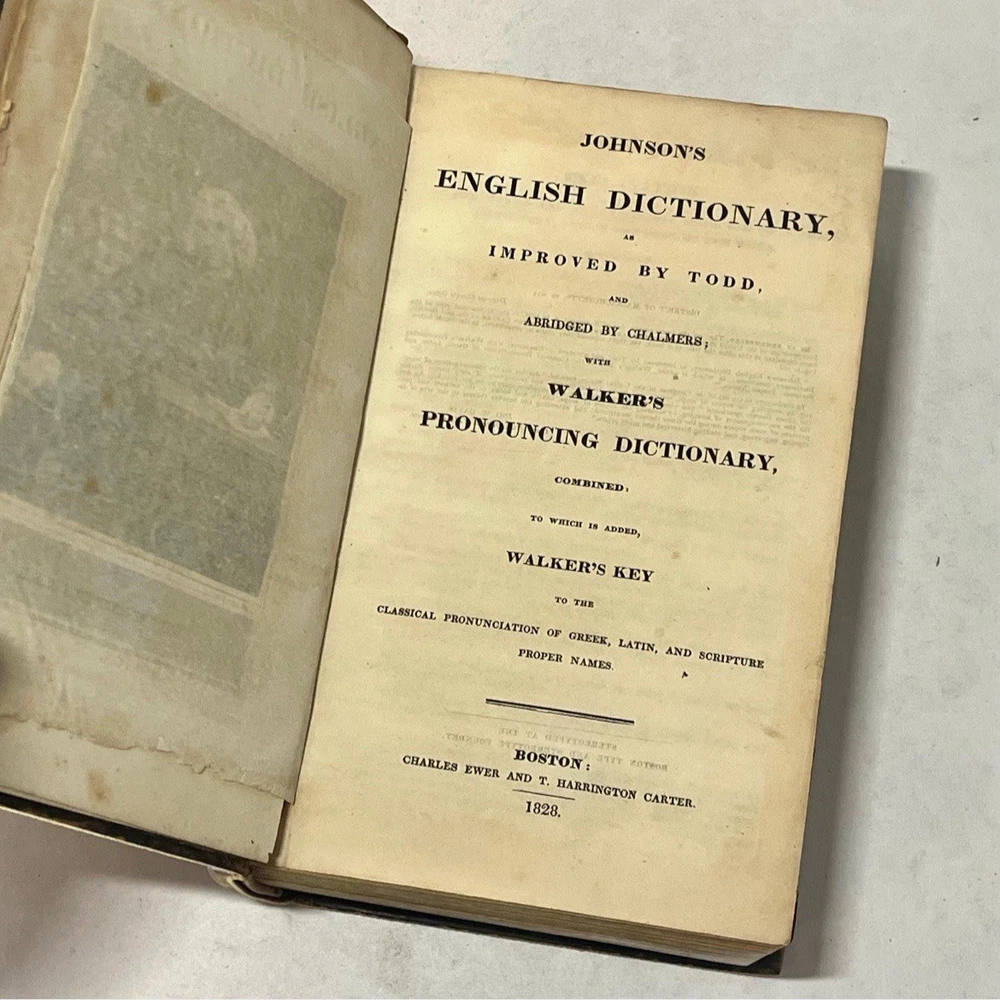 JOHNSON'S
ENGLISH DICTIONARY,
AS
IMPROVED BY TODD,
AND
ABRIDGED BY CHALMERS;
WITH
WALKER'S
PRONOUNCING DICTIONARY,
COMBINED:
TO WHICH IS ADDED,
WALKER'S KEY
TO THE
CLASSICAL PRONUNCIATION OF GREEK, LATIN, AND SCRIPTURE
PROPER NAMES.
BOSTON:
CHARLES EWER AND T. HARRINGTON CARTER.
1828.